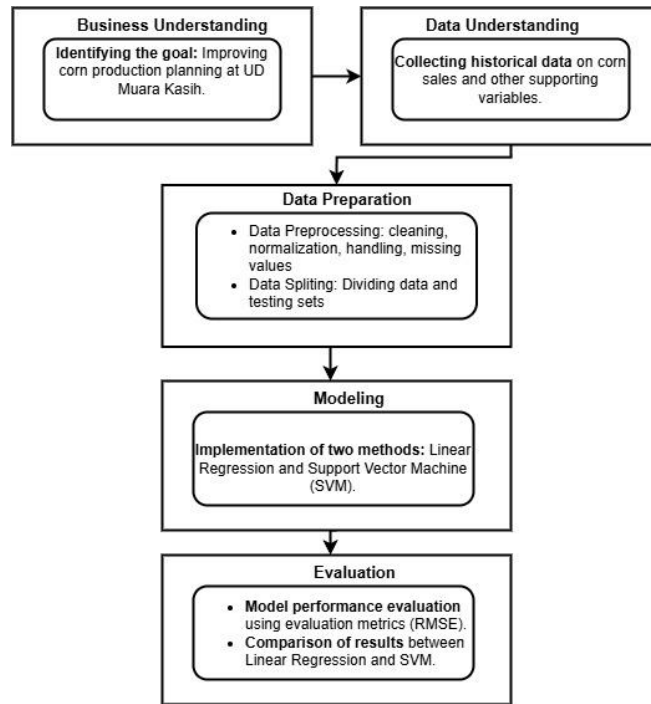 Business Understanding
Identifying the goal: Improving
corn production planning at UD
Muara Kasih.
Data Understanding
Collecting historical data on corn
sales and other supporting
variables.
Data Preparation
• Data Preprocessing: cleaning,
normalization, handling, missing
values
• Data Spliting: Dividing data and
testing sets
Modeling
Implementation of two methods: Linear
Regression and Support Vector Machine
(SVM).
Evaluation
• Model performance evaluation
using evaluation metrics (RMSE).
• Comparison of results between
Linear Regression and SVM.